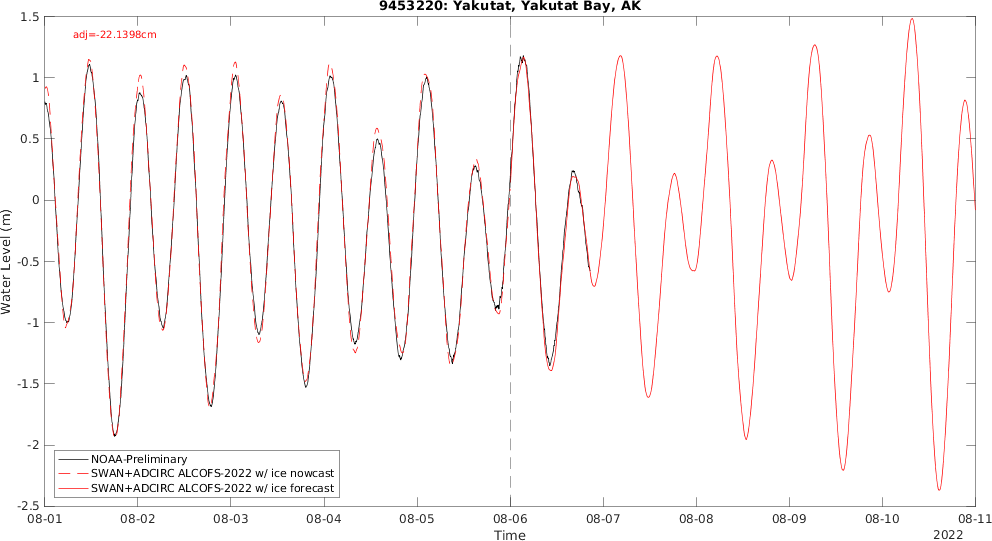 9453220: Yakutat, Yakutat Bay, AK
adj=-22.1398cm
1.5
1
0.5
0
-0.5
-1
-1.5
-2
-2.5
Water Level (m)
NOAA-Preliminary
SWAN+ADCIRC ALCOFS-2022 w/ ice nowcast
SWAN+ADCIRC ALCOFS-2022 w/ ice forecast
08-01 08-02 08-03 08-04 08-05 08-06 08-07 08-08 08-09 08-10 08-11
Time
2022